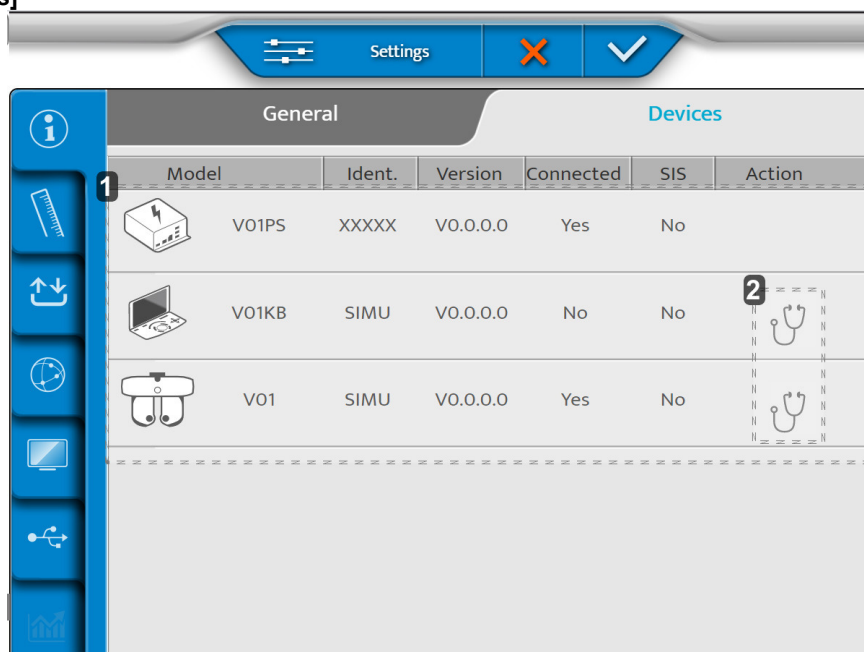 s]
Settings
General Devices
1
Model Ident. Version Connected SIS Action
V01PS XXXXX V0.0.0.0 Yes No
2
V01KB SIMU V0.0.0.0 No No
V01 SIMU V0.0.0.0 Yes No